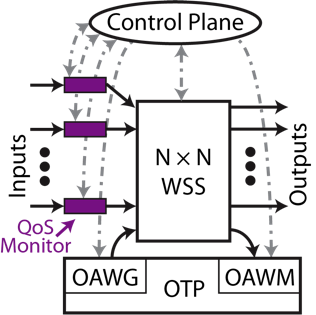 Control Plane
Inputs
N × N
WSS
Outputs
QoS
Monitor
OAWG
OTP
OAWM